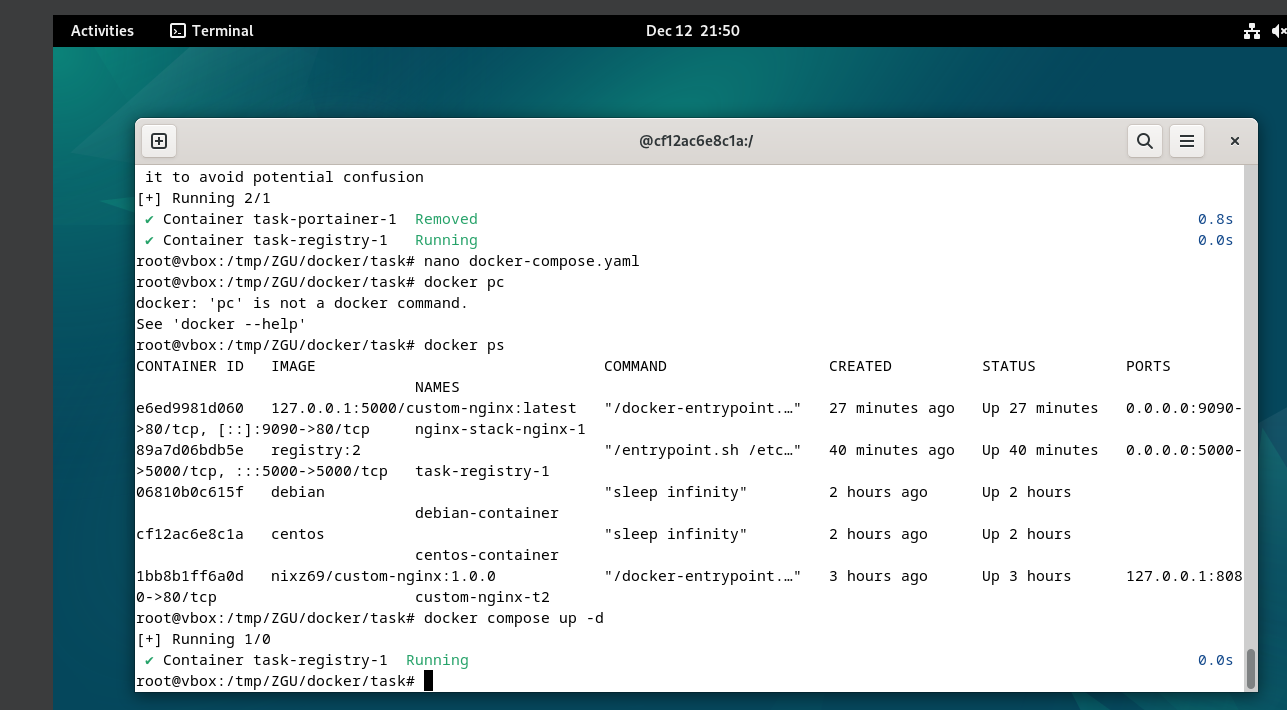 Activities Terminal Dec 12 21:50
@cf12ac6e8c1a:/
it to avoid potential confusion
[+] Running 2/1
✔ Container task-portainer-1 Removed 0.8s
✔ Container task-registry-1 Running 0.0s
root@vbox:/tmp/ZGU/docker/task# nano docker-compose.yaml
root@vbox:/tmp/ZGU/docker/task# docker pc
docker: 'pc' is not a docker command.
See 'docker --help'
root@vbox:/tmp/ZGU/docker/task# docker ps
CONTAINER ID IMAGE COMMAND CREATED STATUS PORTS
NAMES
e6ed9981d060 127.0.0.1:5000/custom-nginx:latest "/docker-entrypoint.…" 27 minutes ago Up 27 minutes 0.0.0.0:9090-
>80/tcp, [::]:9090->80/tcp nginx-stack-nginx-1
89a7d06bdb5e registry:2 "/entrypoint.sh /etc…" 40 minutes ago Up 40 minutes 0.0.0.0:5000-
>5000/tcp, :::5000->5000/tcp task-registry-1
06810b0c615f debian "sleep infinity" 2 hours ago Up 2 hours
debian-container
cf12ac6e8c1a centos "sleep infinity" 2 hours ago Up 2 hours
centos-container
1bb8b1ff6a0d nixz69/custom-nginx:1.0.0 "/docker-entrypoint.…" 3 hours ago Up 3 hours 127.0.0.1:808
0->80/tcp custom-nginx-t2
root@vbox:/tmp/ZGU/docker/task# docker compose up -d
[+] Running 1/0
✔ Container task-registry-1 Running 0.0s
root@vbox:/tmp/ZGU/docker/task#